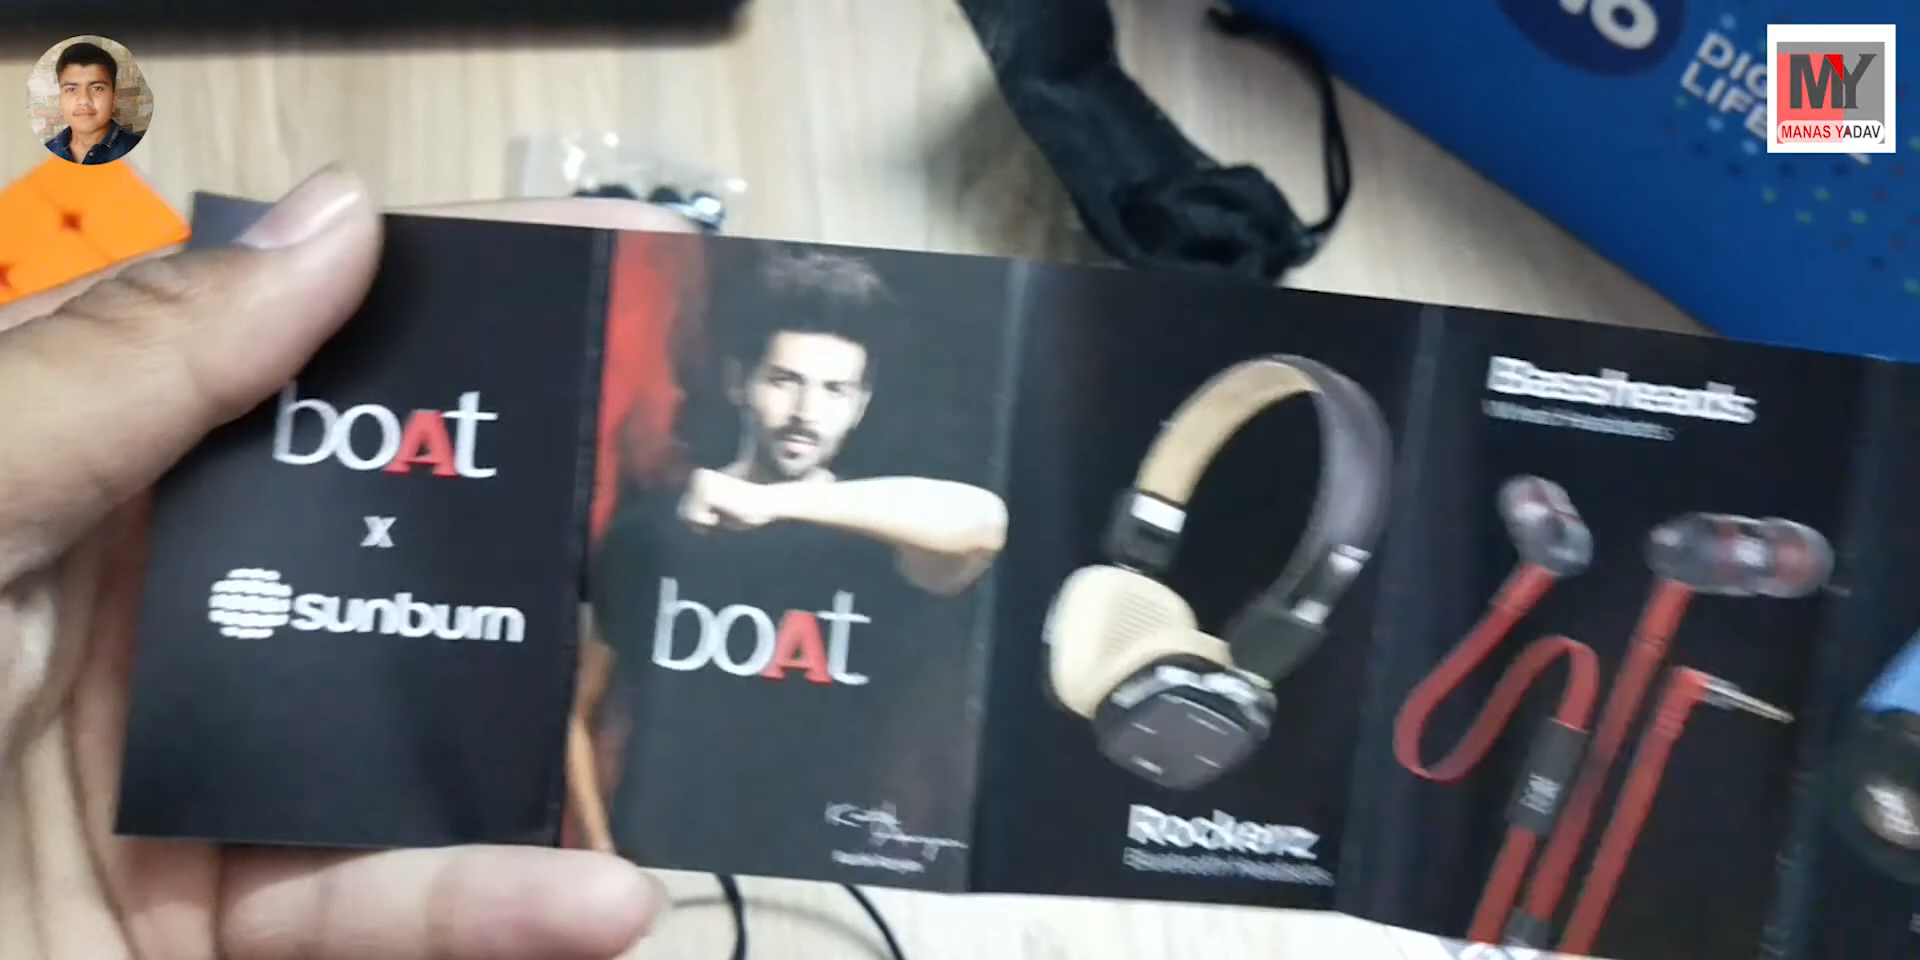 boAt
x
sunburn
boAt
Rockerz
Bassheads
DIG
LIFE
MY
MANAS YADAV